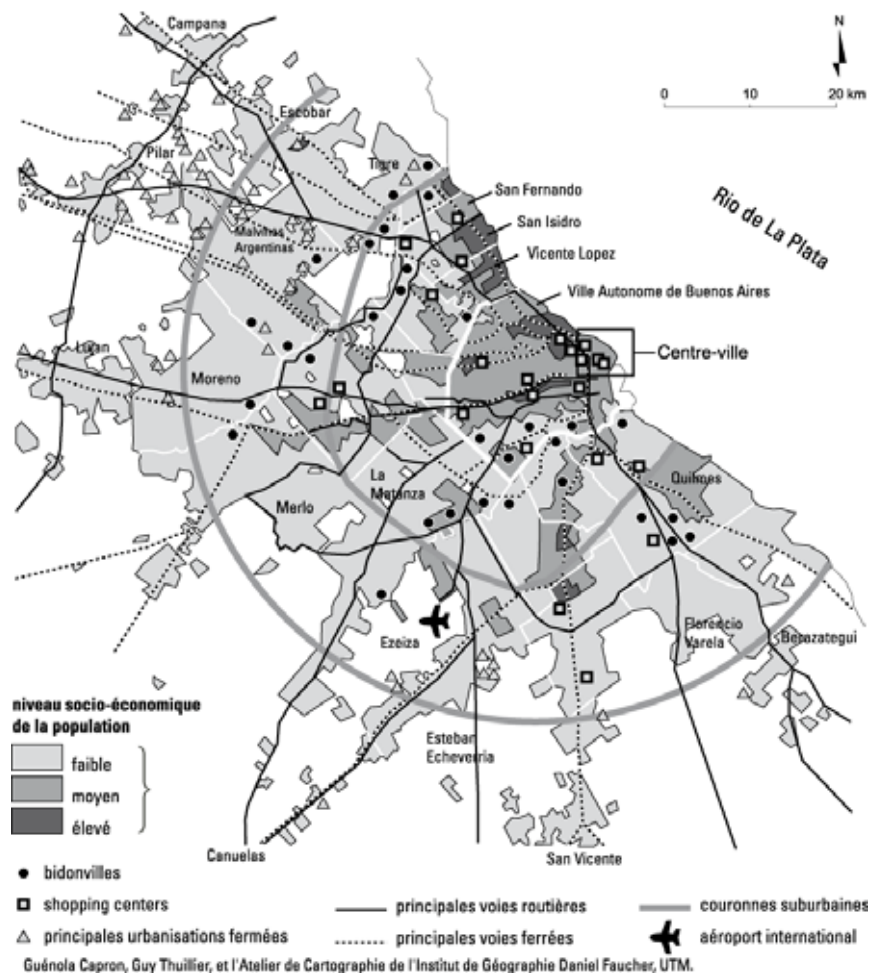 Campana
N
0 10 20 km
Escobar
Pilar
Tigre
San Fernando
Rio de La Plata
San Isidro
Malvinas
Argentinas
Vicente Lopez
Ville Autonome de Buenos Aires
Lujan
Centre-ville
Moreno
La
Matanza
Quilmes
Merlo
Ezeiza
Florencio
Varela
Berazategui
niveau socio-économique
de la population
faible
moyen
élevé
Esteban
Echeverria
Canuelas
San Vicente
bidonvilles
shopping centers
principales voies routières
couronnes suburbaines
principales urbanisations fermées
principales voies ferrées
aéroport international
Guénola Capron, Guy Thuillier, et l'Atelier de Cartographie de l'Institut de Géographie Daniel Faucher, UTM.